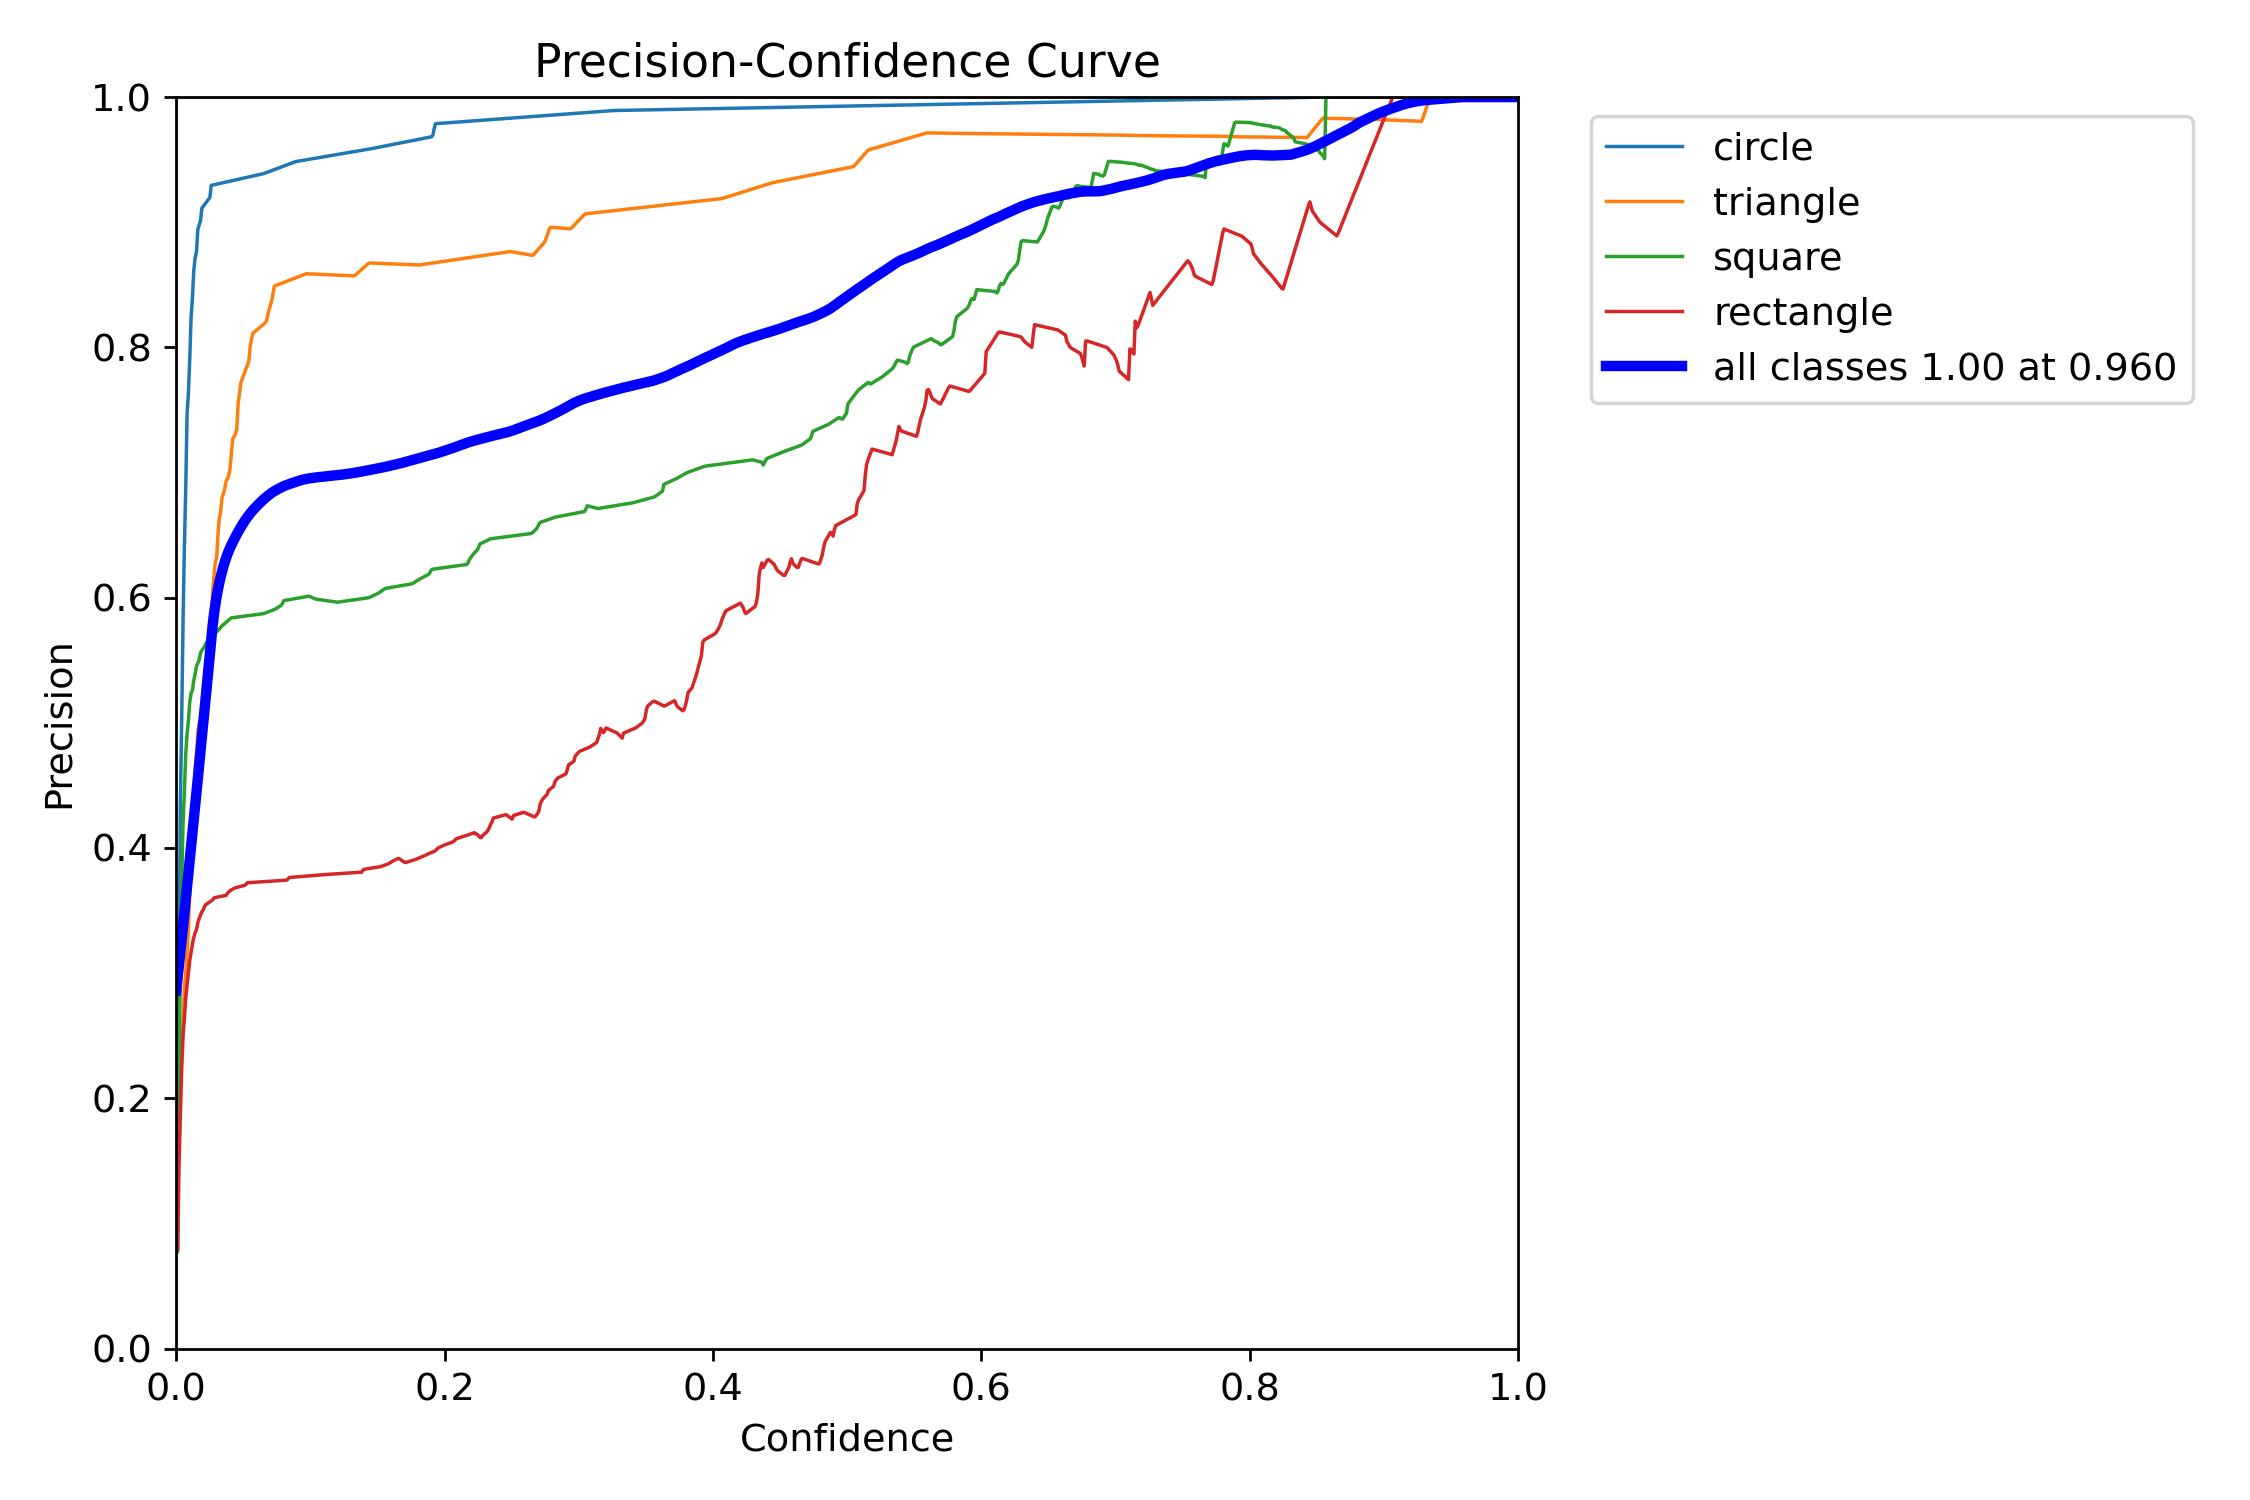 Precision-Confidence Curve
1.0
0.8
0.6
0.4
0.2
0.0
Precision
0.0 0.2 0.4 0.6 0.8 1.0
Confidence
circle
triangle
square
rectangle
all classes 1.00 at 0.960